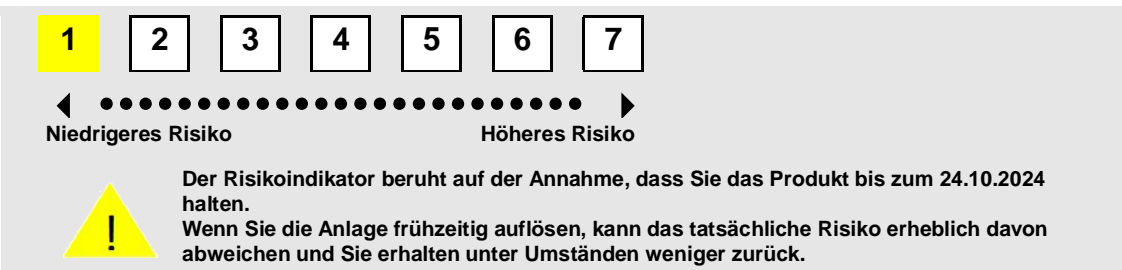 1 2 3 4 5 6 7
Niedrigeres Risiko Höheres Risiko
Der Risikoindikator beruht auf der Annahme, dass Sie das Produkt bis zum 24.10.2024
halten.
Wenn Sie die Anlage frühzeitig auflösen, kann das tatsächliche Risiko erheblich davon
abweichen und Sie erhalten unter Umständen weniger zurück.
!